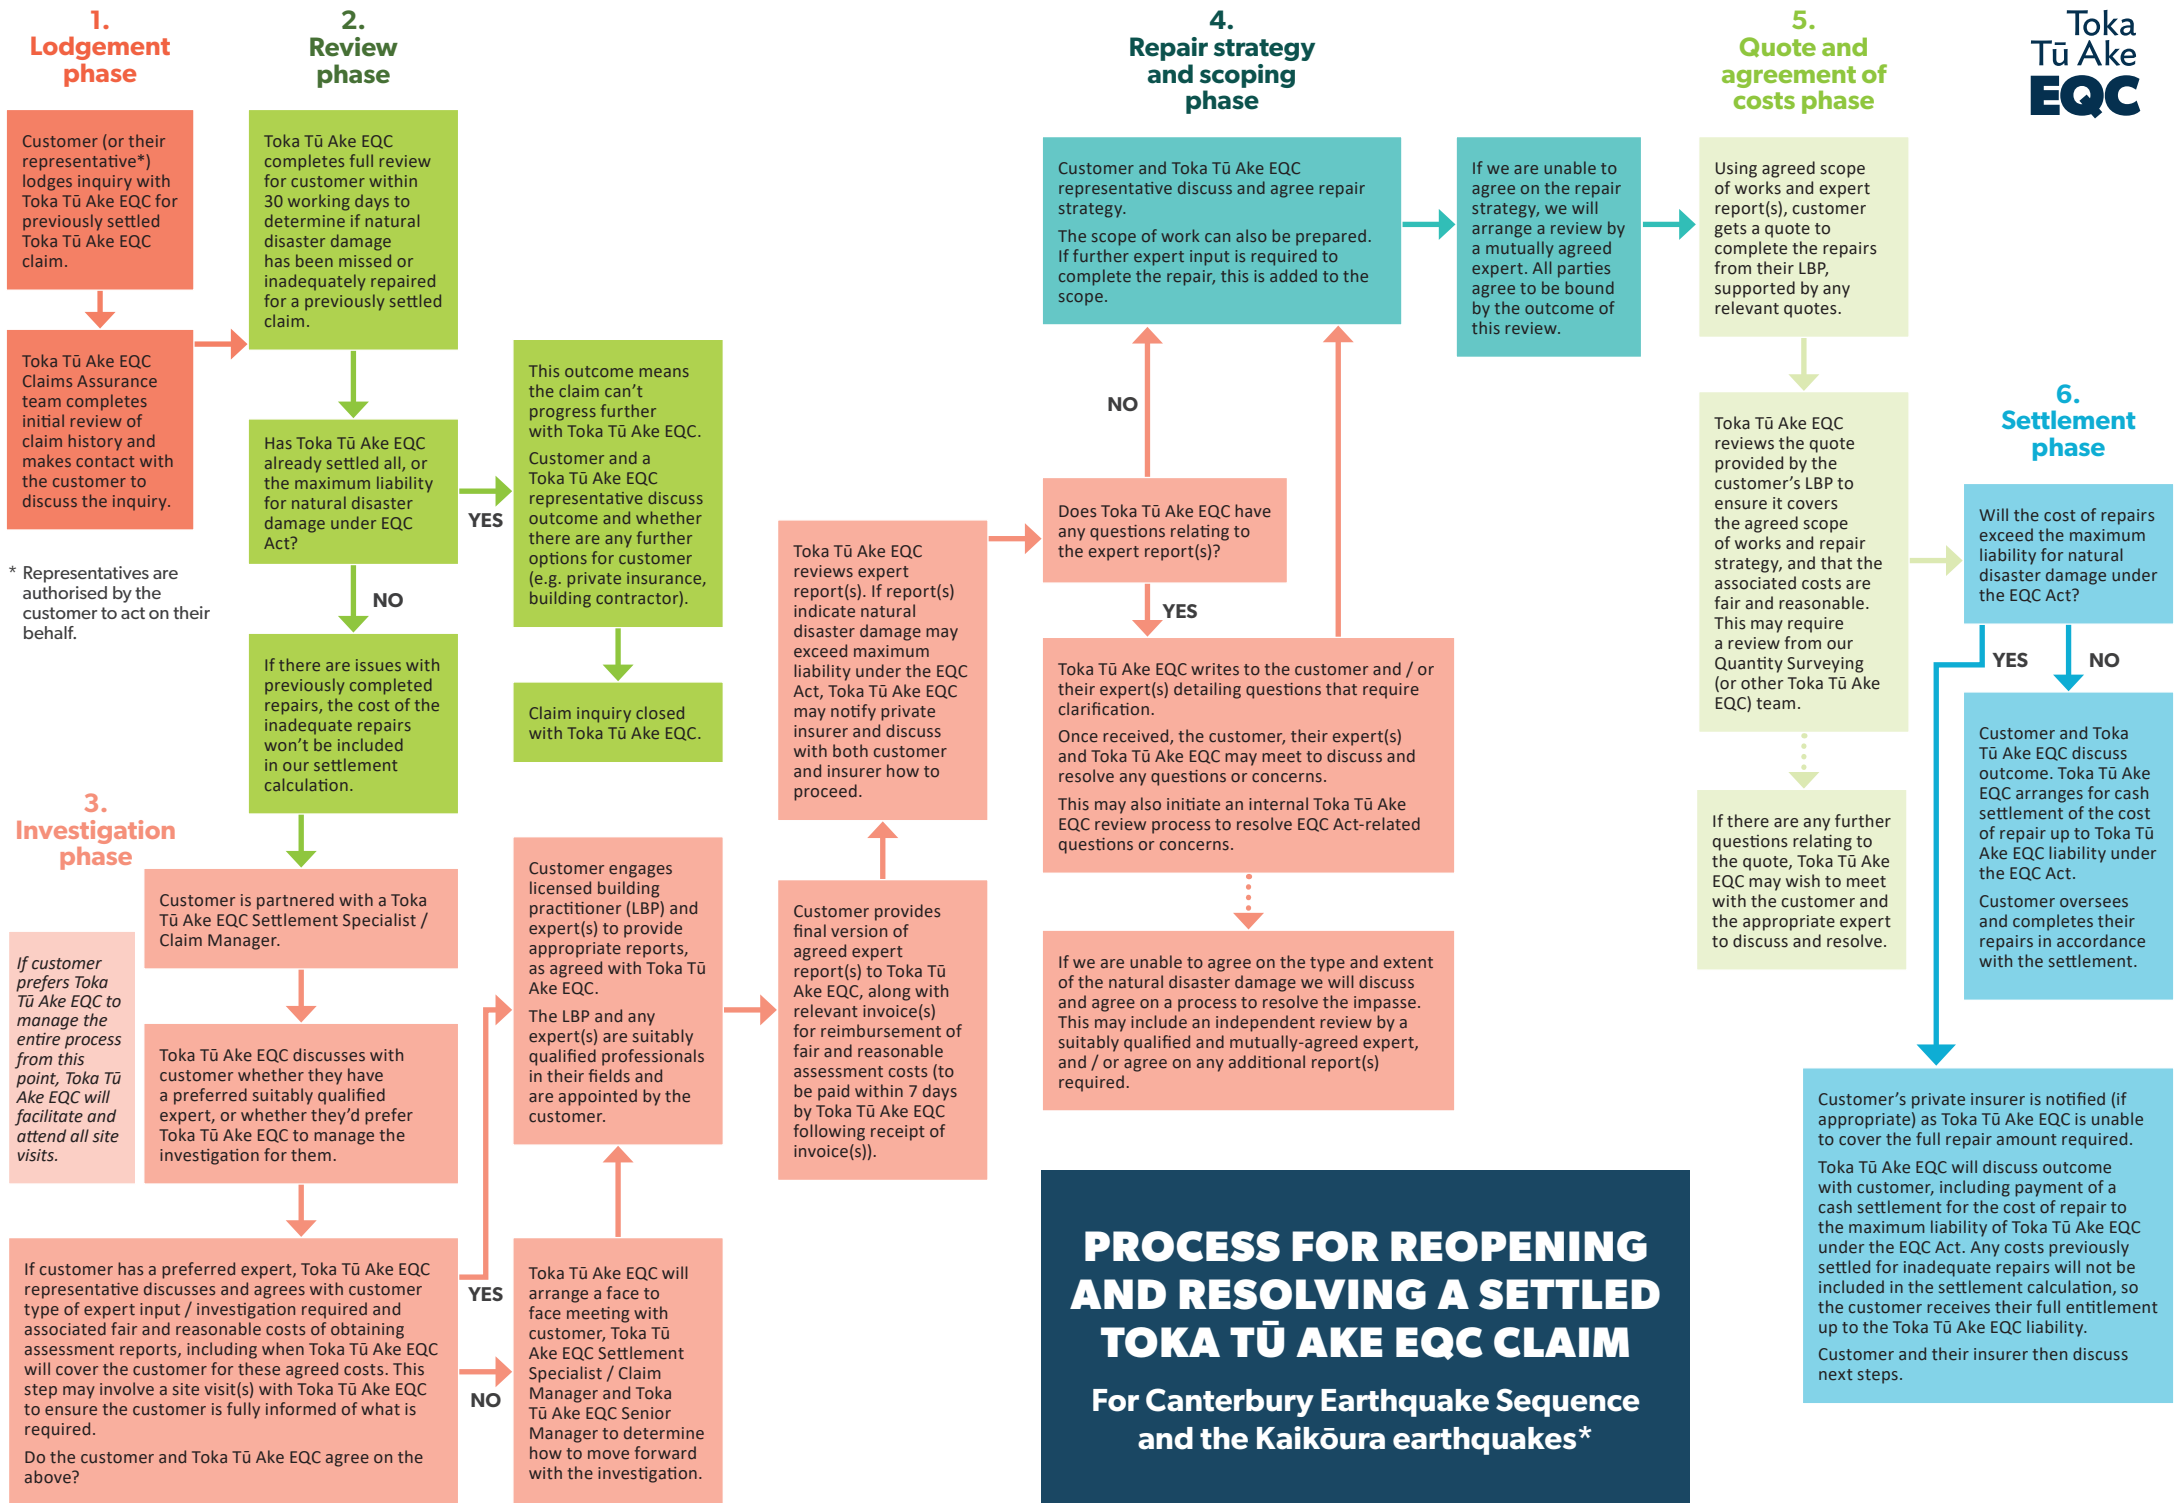 1.
Lodgement
phase
Customer (or their
representative*)
lodges inquiry with
Toka Tū Ake EQC for
previously settled
Toka Tū Ake EQC
claim.
Toka Tū Ake EQC
Claims Assurance
team completes
initial review of
claim history and
makes contact with
the customer to
discuss the inquiry.
* Representatives are
authorised by the
customer to act on their
behalf.
2.
Review
phase
Toka Tū Ake EQC
completes full review
for customer within
30 working days to
determine if natural
disaster damage
has been missed or
inadequately repaired
for a previously settled
claim.
Has Toka Tū Ake EQC
already settled all, or
the maximum liability
for natural disaster
damage under EQC
Act?
YES
NO
This outcome means
the claim can't
progress further
with Toka Tū Ake EQC.
Customer and a
Toka Tū Ake EQC
representative discuss
outcome and whether
there are any further
options for customer
(e.g. private insurance,
building contractor).
Claim inquiry closed
with Toka Tū Ake EQC.
If there are issues with
previously completed
repairs, the cost of the
inadequate repairs
won't be included
in our settlement
calculation.
3.
Investigation
phase
Customer is partnered with a Toka
Tū Ake EQC Settlement Specialist /
Claim Manager.
If customer
prefers Toka
Tū Ake EQC to
manage the
entire process
from this
point, Toka Tū
Ake EQC will
facilitate and
attend all site
visits.
Toka Tū Ake EQC discusses with
customer whether they have
a preferred suitably qualified
expert, or whether they'd prefer
Toka Tū Ake EQC to manage the
investigation for them.
If customer has a preferred expert, Toka Tū Ake EQC
representative discusses and agrees with customer
type of expert input / investigation required and
associated fair and reasonable costs of obtaining
assessment reports, including when Toka Tū Ake EQC
will cover the customer for these agreed costs. This
step may involve a site visit(s) with Toka Tū Ake EQC
to ensure the customer is fully informed of what is
required.
Do the customer and Toka Tū Ake EQC agree on the
above?
YES
NO
Toka Tū Ake EQC will
arrange a face to
face meeting with
customer, Toka Tū
Ake EQC Settlement
Specialist / Claim
Manager and Toka
Tū Ake EQC Senior
Manager to determine
how to move forward
with the investigation.
Customer engages
licensed building
practitioner (LBP) and
expert(s) to provide
appropriate reports,
as agreed with Toka Tū
Ake EQC.
The LBP and any
expert(s) are suitably
qualified professionals
in their fields and
are appointed by the
customer.
Customer provides
final version of
agreed expert
report(s) to Toka Tū
Ake EQC, along with
relevant invoice(s)
for reimbursement of
fair and reasonable
assessment costs (to
be paid within 7 days
by Toka Tū Ake EQC
following receipt of
invoice(s)).
Toka Tū Ake EQC
reviews expert
report(s). If report(s)
indicate natural
disaster damage may
exceed maximum
liability under the EQC
Act, Toka Tū Ake EQC
may notify private
insurer and discuss
with both customer
and insurer how to
proceed.
Does Toka Tū Ake EQC have
any questions relating to
the expert report(s)?
NO
YES
Toka Tū Ake EQC writes to the customer and / or
their expert(s) detailing questions that require
clarification.
Once received, the customer, their expert(s)
and Toka Tū Ake EQC may meet to discuss and
resolve any questions or concerns.
This may also initiate an internal Toka Tū Ake
EQC review process to resolve EQC Act-related
questions or concerns.
If we are unable to agree on the type and extent
of the natural disaster damage we will discuss
and agree on a process to resolve the impasse.
This may include an independent review by a
suitably qualified and mutually-agreed expert,
and / or agree on any additional report(s)
required.
4.
Repair strategy
and scoping
phase
Customer and Toka Tū Ake EQC
representative discuss and agree repair
strategy.
The scope of work can also be prepared.
If further expert input is required to
complete the repair, this is added to the
scope.
If we are unable to
agree on the repair
strategy, we will
arrange a review by
a mutually agreed
expert. All parties
agree to be bound
by the outcome of
this review.
5.
Quote and
agreement of
costs phase
Using agreed scope
of works and expert
report(s), customer
gets a quote to
complete the repairs
from their LBP,
supported by any
relevant quotes.
Toka Tū Ake EQC
reviews the quote
provided by the
customer's LBP to
ensure it covers
the agreed scope
of works and repair
strategy, and that the
associated costs are
fair and reasonable.
This may require
a review from our
Quantity Surveying
(or other Toka Tū Ake
EQC) team.
If there are any further
questions relating to
the quote, Toka Tū Ake
EQC may wish to meet
with the customer and
the appropriate expert
to discuss and resolve.
Toka
Tū Ake
EQC
6.
Settlement
phase
Will the cost of repairs
exceed the maximum
liability for natural
disaster damage under
the EQC Act?
YES
NO
Customer and Toka
Tū Ake EQC discuss
outcome. Toka Tū Ake
EQC arranges for cash
settlement of the cost
of repair up to Toka Tū
Ake EQC liability under
the EQC Act.
Customer oversees
and completes their
repairs in accordance
with the settlement.
Customer's private insurer is notified (if
appropriate) as Toka Tū Ake EQC is unable
to cover the full repair amount required.
Toka Tū Ake EQC will discuss outcome
with customer, including payment of a
cash settlement for the cost of repair to
the maximum liability of Toka Tū Ake EQC
under the EQC Act. Any costs previously
settled for inadequate repairs will not be
included in the settlement calculation, so
the customer receives their full entitlement
up to the Toka Tū Ake EQC liability.
Customer and their insurer then discuss
next steps.
PROCESS FOR REOPENING
AND RESOLVING A SETTLED
TOKA TŪ AKE EQC CLAIM
For Canterbury Earthquake Sequence
and the Kaikōura earthquakes*